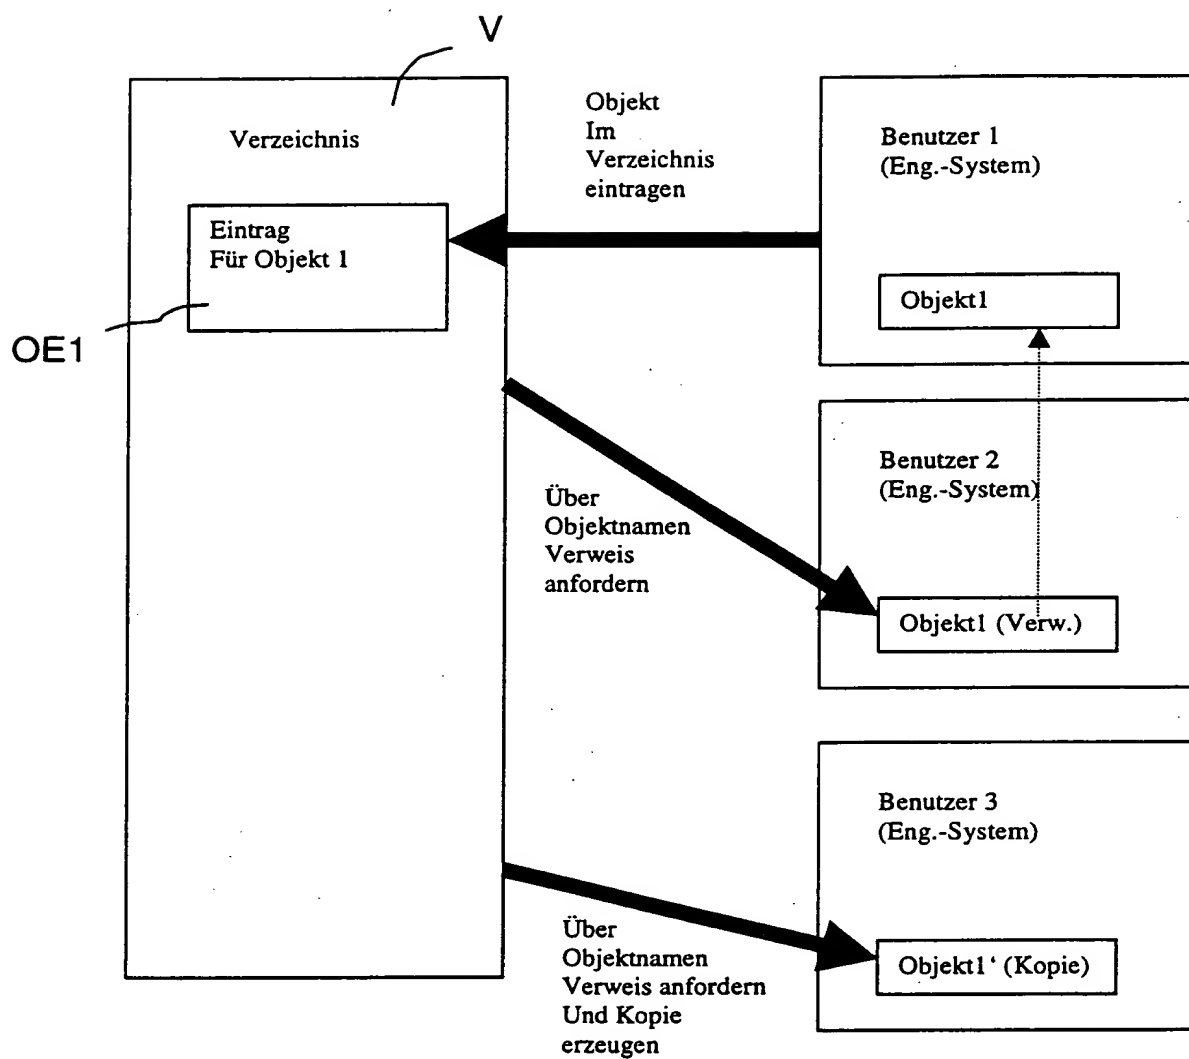 V
Verzeichnis
Eintrag
Für Objekt 1
OE1
Objekt
Im
Verzeichnis
eintragen
Benutzer 1
(Eng.-System)
Objekt1
Über
Objektnamen
Verweis
anfordern
Benutzer 2
(Eng.-System)
Objekt1 (Verw.)
Über
Objektnamen
Verweis anfordern
Und Kopie
erzeugen
Benutzer 3
(Eng.-System)
Objekt1‘ (Kopie)